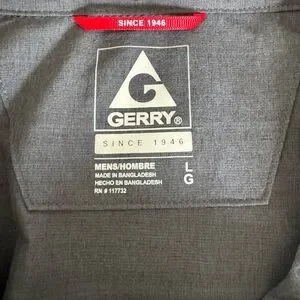 SINCE 1946
G
GERRY®
SINCE 1946
MENS/HOMBRE L
MADE IN BANGLADESH
HECHO EN BANGLADESH G
RN # 117732